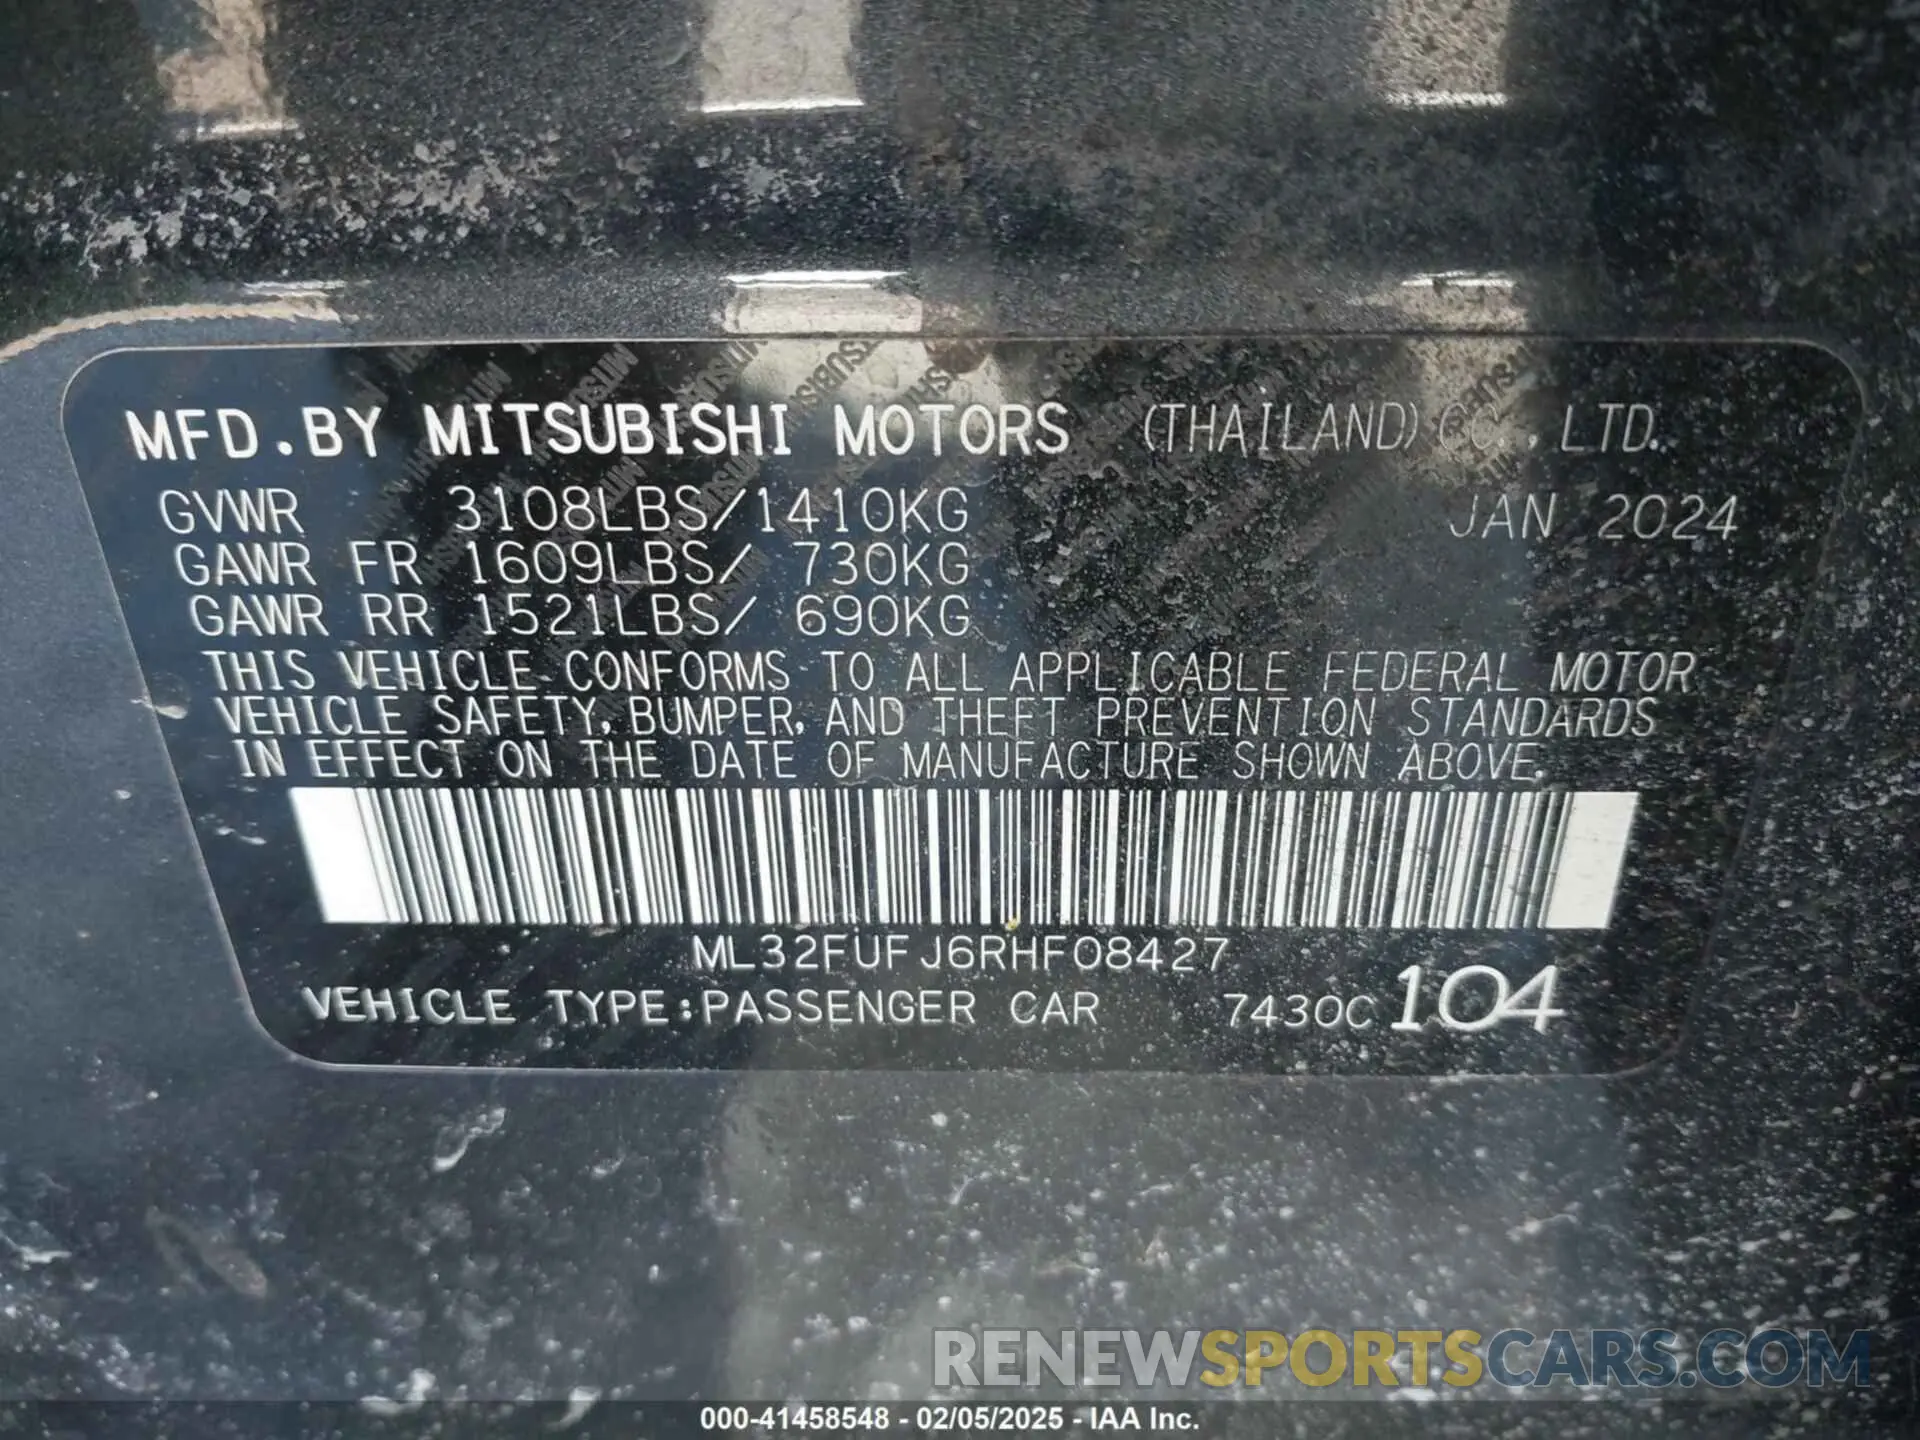 MFD.BY MITSUBISHI MOTORS (THAILAND) CO., LTD.
GVWR 3108LBS/1410KG JAN 2024
GAWR FR 1609LBS/ 730KG
GAWR RR 1521LBS/ 690KG
THIS VEHICLE CONFORMS TO ALL APPLICABLE FEDERAL MOTOR
VEHICLE SAFETY, BUMPER, AND THEFT PREVENTION STANDARDS
IN EFFECT ON THE DATE OF MANUFACTURE SHOWN ABOVE.
ML32FUFJ6RHF08427
VEHICLE TYPE:PASSENGER CAR 7430C 104
RENEWSPORTSCARS.COM
000-41458548 - 02/05/2025 - IAA Inc.